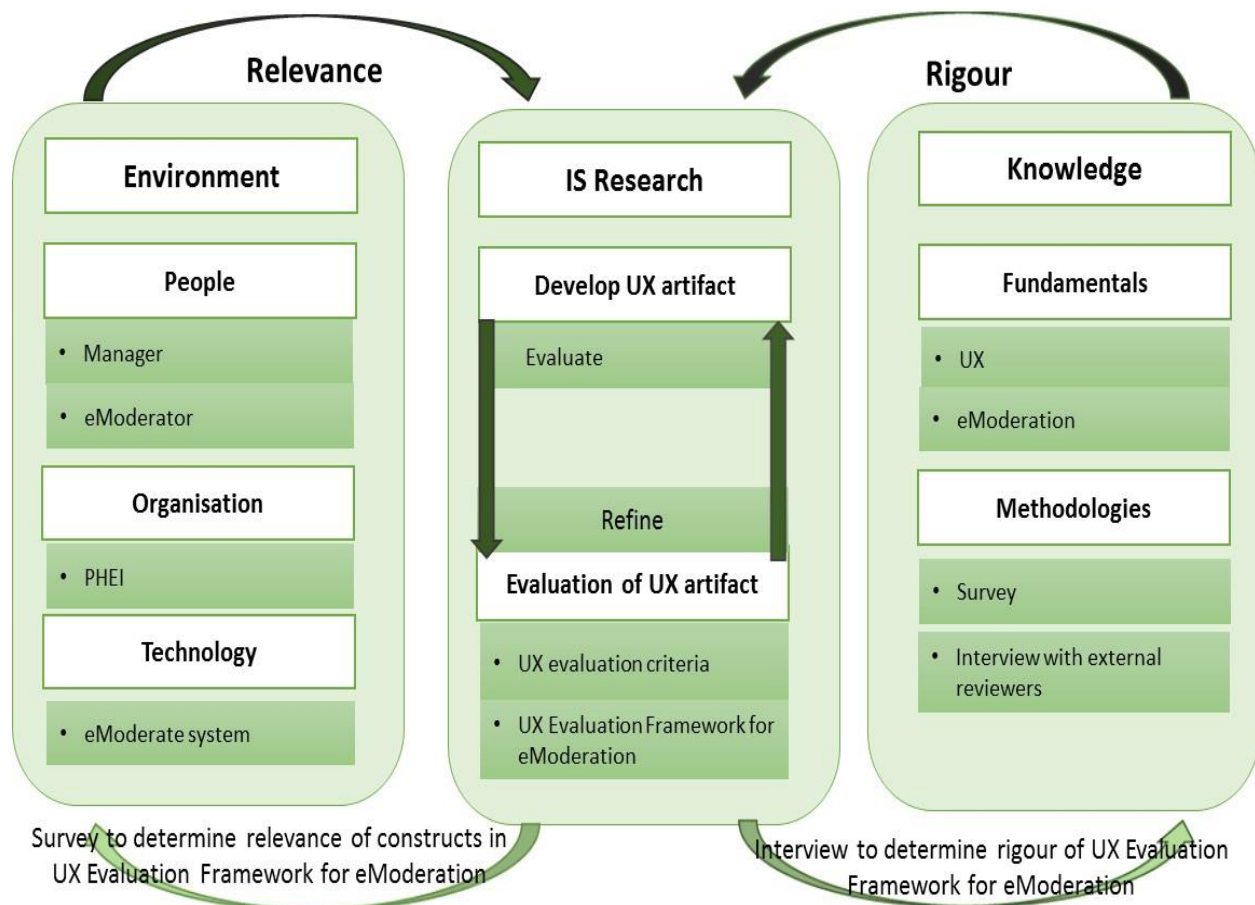 Relevance
Rigour
Environment
People
• Manager
• eModerator
Organisation
• PHEI
Technology
• eModerate system
IS Research
Develop UX artifact
Evaluate
Refine
Evaluation of UX artifact
• UX evaluation criteria
• UX Evaluation Framework for
eModeration
Knowledge
Fundamentals
• UX
• eModeration
Methodologies
• Survey
• Interview with external
reviewers
Survey to determine relevance of constructs in
UX Evaluation Framework for eModeration
Interview to determine rigour of UX Evaluation
Framework for eModeration